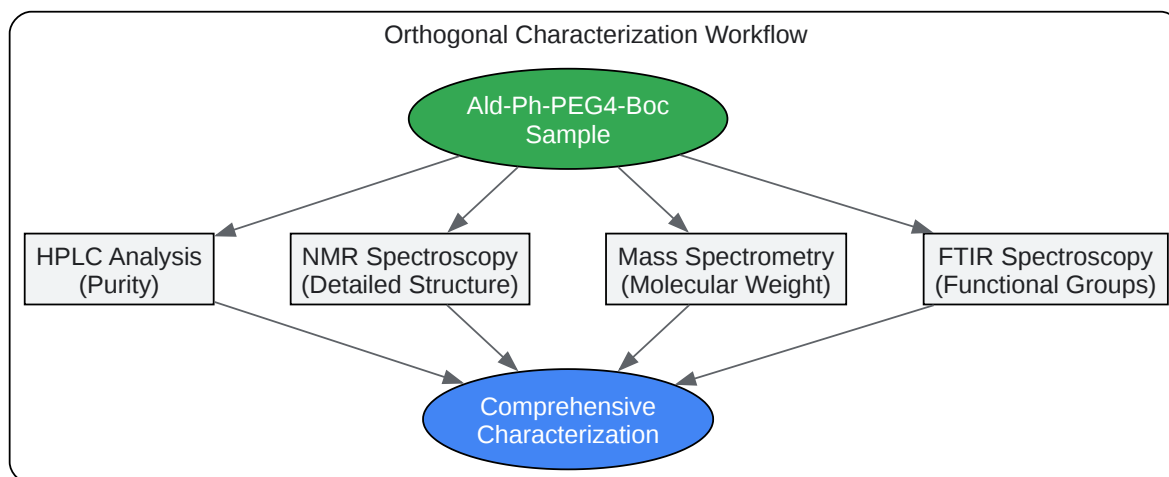 Orthogonal Characterization Workflow
Ald-Ph-PEG4-Boc
Sample
HPLC Analysis
(Purity)
NMR Spectroscopy
(Detailed Structure)
Mass Spectrometry
(Molecular Weight)
FTIR Spectroscopy
(Functional Groups)
Comprehensive
Characterization